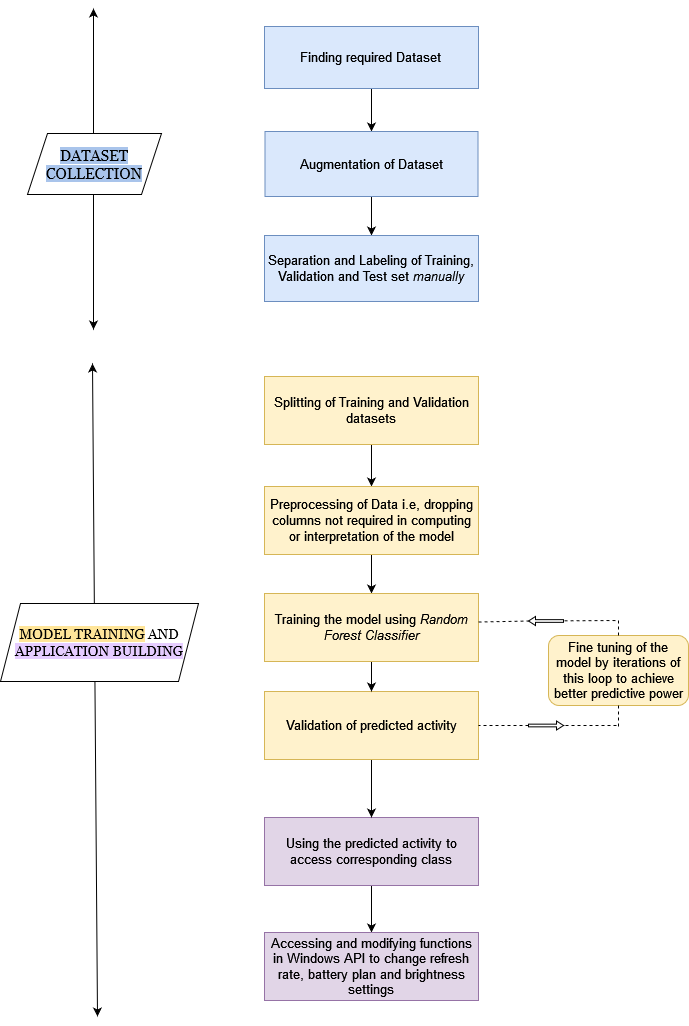 Finding required Dataset
DATASET
COLLECTION
Augmentation of Dataset
Separation and Labeling of Training,
Validation and Test set manually
Splitting of Training and Validation
datasets
Preprocessing of Data i.e, dropping
columns not required in computing
or interpretation of the model
MODEL TRAINING AND
APPLICATION BUILDING
Training the model using Random
Forest Classifier
Fine tuning of the
model by iterations of
this loop to achieve
better predictive power
Validation of predicted activity
Using the predicted activity to
access corresponding class
Accessing and modifying functions
in Windows API to change refresh
rate, battery plan and brightness
settings